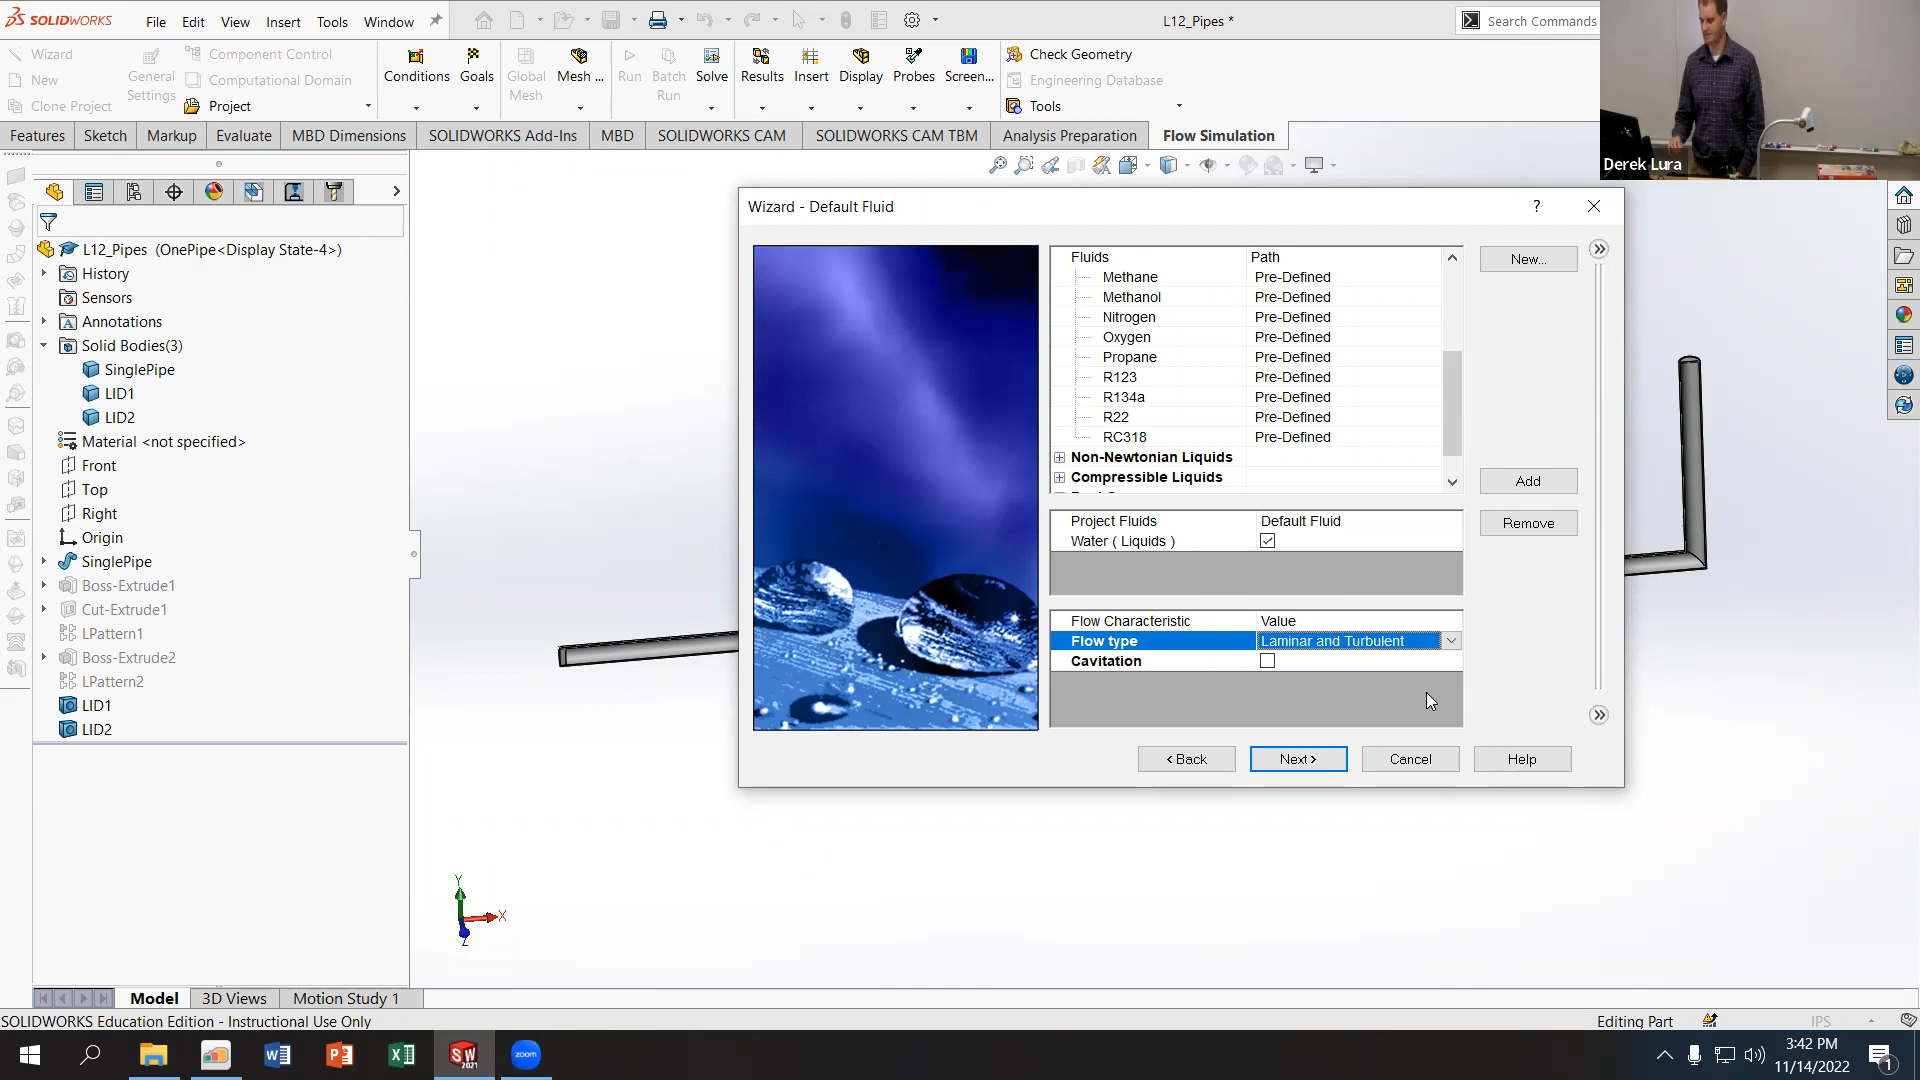 SOLIDWORKS
File
Edit
View
Insert
Tools
Window
L12_Pipes *
Search Commands
Wizard
New
Clone Project
General Settings
Component Control
Computational Domain
Project
Conditions
Goals
Global Mesh
Mesh ...
Run
Batch Run
Solve
Results
Insert
Display
Probes
Screen...
Check Geometry
Engineering Database
Tools
Features
Sketch
Markup
Evaluate
MBD Dimensions
SOLIDWORKS Add-Ins
MBD
SOLIDWORKS CAM
SOLIDWORKS CAM TBM
Analysis Preparation
Flow Simulation
Derek Lura
L12_Pipes (OnePipe<Display State-4>)
History
Sensors
Annotations
Solid Bodies(3)
SinglePipe
LID1
LID2
Material <not specified>
Front
Top
Right
Origin
SinglePipe
Boss-Extrude1
Cut-Extrude1
LPattern1
Boss-Extrude2
LPattern2
LID1
LID2
Wizard - Default Fluid
?
Fluids Path
Methane Pre-Defined
Methanol Pre-Defined
Nitrogen Pre-Defined
Oxygen Pre-Defined
Propane Pre-Defined
R123 Pre-Defined
R134a Pre-Defined
R22 Pre-Defined
RC318 Pre-Defined
Non-Newtonian Liquids
Compressible Liquids
New...
Add
Remove
Project Fluids Default Fluid
Water ( Liquids )
Flow Characteristic Value
Flow type Laminar and Turbulent
Cavitation
< Back
Next >
Cancel
Help
Y
X
Z
Model
3D Views
Motion Study 1
SOLIDWORKS Education Edition - Instructional Use Only
Editing Part
IPS
SW
2021
zoom
3:42 PM
11/14/2022
1